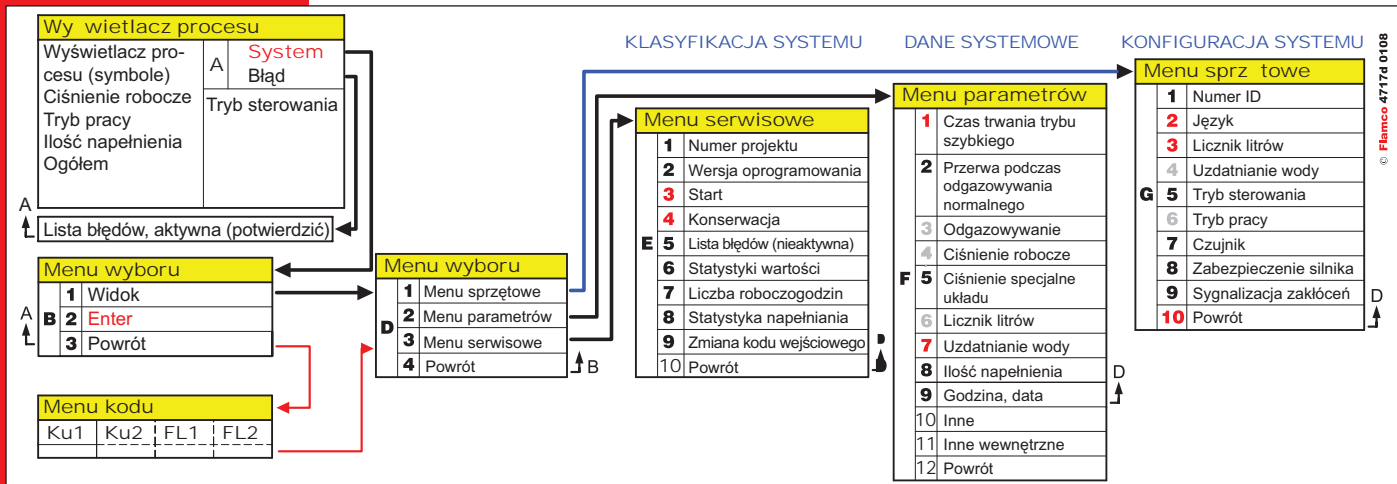 Wy wietlacz procesu
Wyświetlacz pro-
cesu (symbole)
Ciśnienie robocze
Tryb pracy
Ilość napełnienia
Ogółem
A
System
Błąd
Tryb sterowania
A
Lista błędów, aktywna (potwierdzić)
Menu wyboru
A
B
1 Widok
2 Enter
3 Powrót
Menu kodu
Ku1 Ku2 FL1 FL2
Menu wyboru
D
1 Menu sprzętowe
2 Menu parametrów
3 Menu serwisowe
4 Powrót
B
KLASYFIKACJA SYSTEMU
Menu serwisowe
E
1 Numer projektu
2 Wersja oprogramowania
3 Start
4 Konserwacja
5 Lista błędów (nieaktywna)
6 Statystyki wartości
7 Liczba roboczogodzin
8 Statystyka napełniania
9 Zmiana kodu wejściowego
10 Powrót
DANE SYSTEMOWE
Menu parametrów
F
1 Czas trwania trybu
szybkiego
2 Przerwa podczas
odgazowywania
normalnego
3 Odgazowywanie
4 Ciśnienie robocze
5 Ciśnienie specjalne
układu
6 Licznik litrów
7 Uzdatnianie wody
8 Ilość napełnienia
9 Godzina, data
10 Inne
11 Inne wewnętrzne
12 Powrót
D
KONFIGURACJA SYSTEMU
Menu sprz towe
G
1 Numer ID
2 Język
3 Licznik litrów
4 Uzdatnianie wody
5 Tryb sterowania
6 Tryb pracy
7 Czujnik
8 Zabezpieczenie silnika
9 Sygnalizacja zakłóceń
10 Powrót
D
© Flamco 4717d 0108